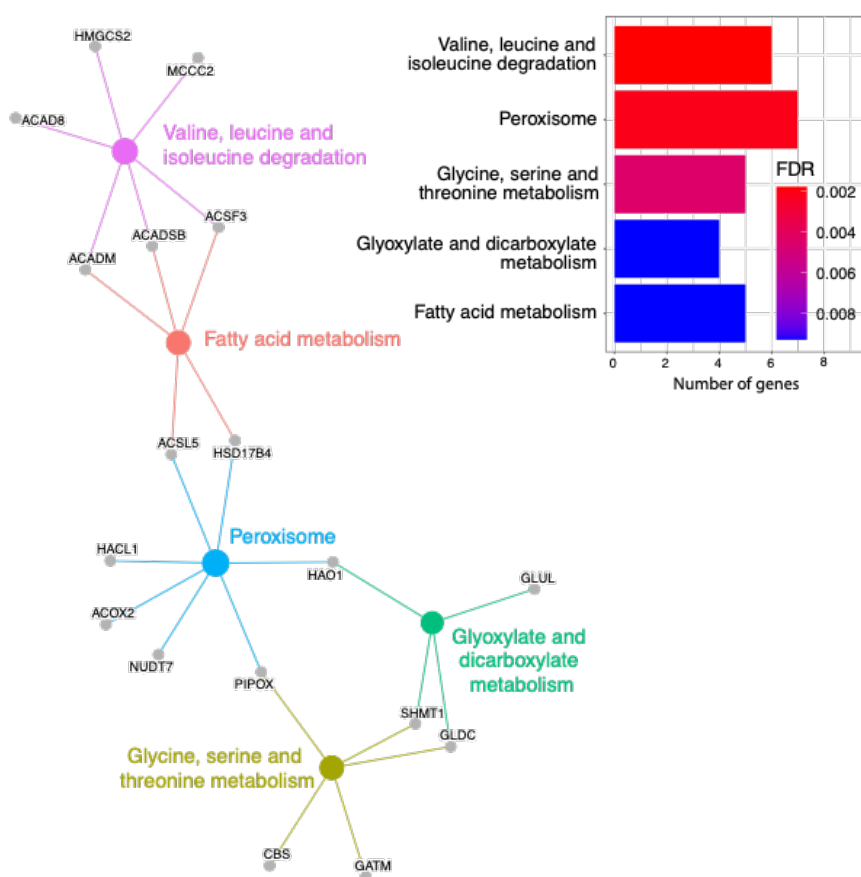 HMGCS2
MCCC2
ACAD8
Valine, leucine and
isoleucine degradation
ACSF3
ACADSB
ACADM
Fatty acid metabolism
ACSL5
HSD17B4
Peroxisome
HACL1
HAO1
GLUL
ACOX2
NUDT7
Glyoxylate and
dicarboxylate
metabolism
PIPOX
SHMT1
GLDC
Glycine, serine and
threonine metabolism
CBS
GATM
Valine, leucine and
isoleucine degradation
Peroxisome
Glycine, serine and
threonine metabolism
Glyoxylate and dicarboxylate
metabolism
Fatty acid metabolism
FDR
0.002
0.004
0.006
0.008
0 2 4 6 8
Number of genes